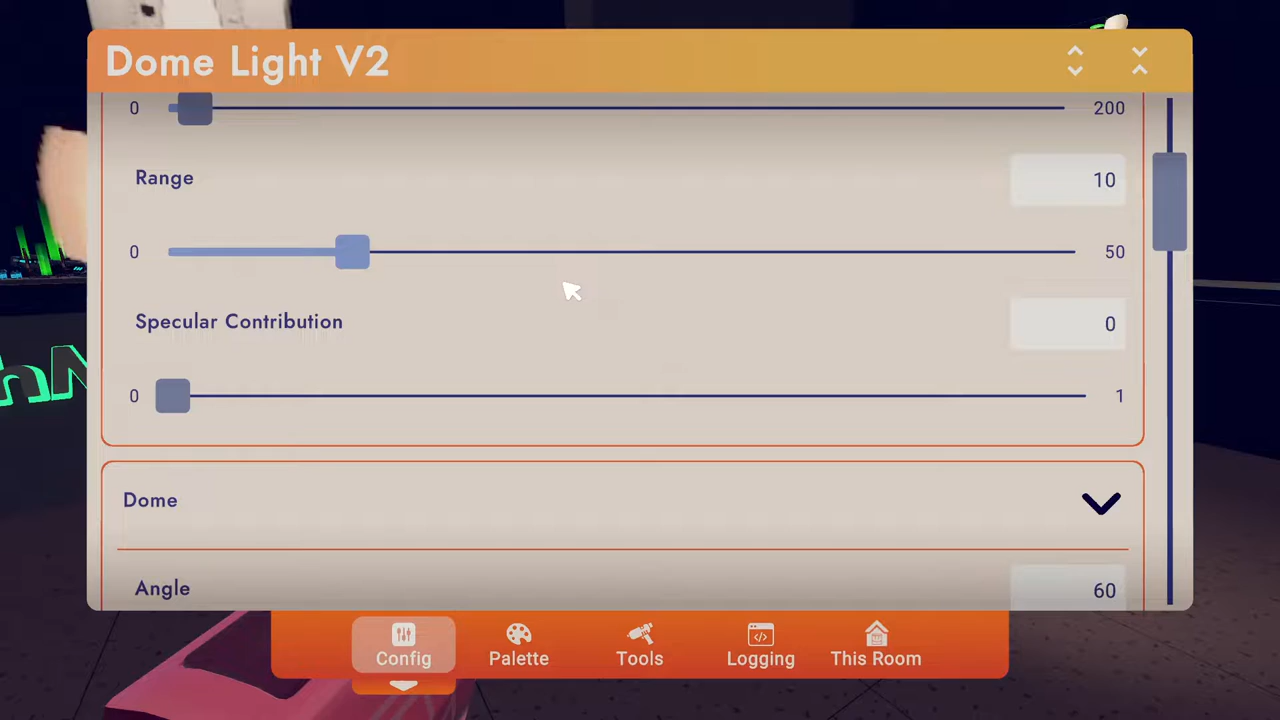 Dome Light V2
0 200
Range 10
0 50
Specular Contribution 0
0 1
Dome
Angle 60
Config Palette Tools Logging This Room